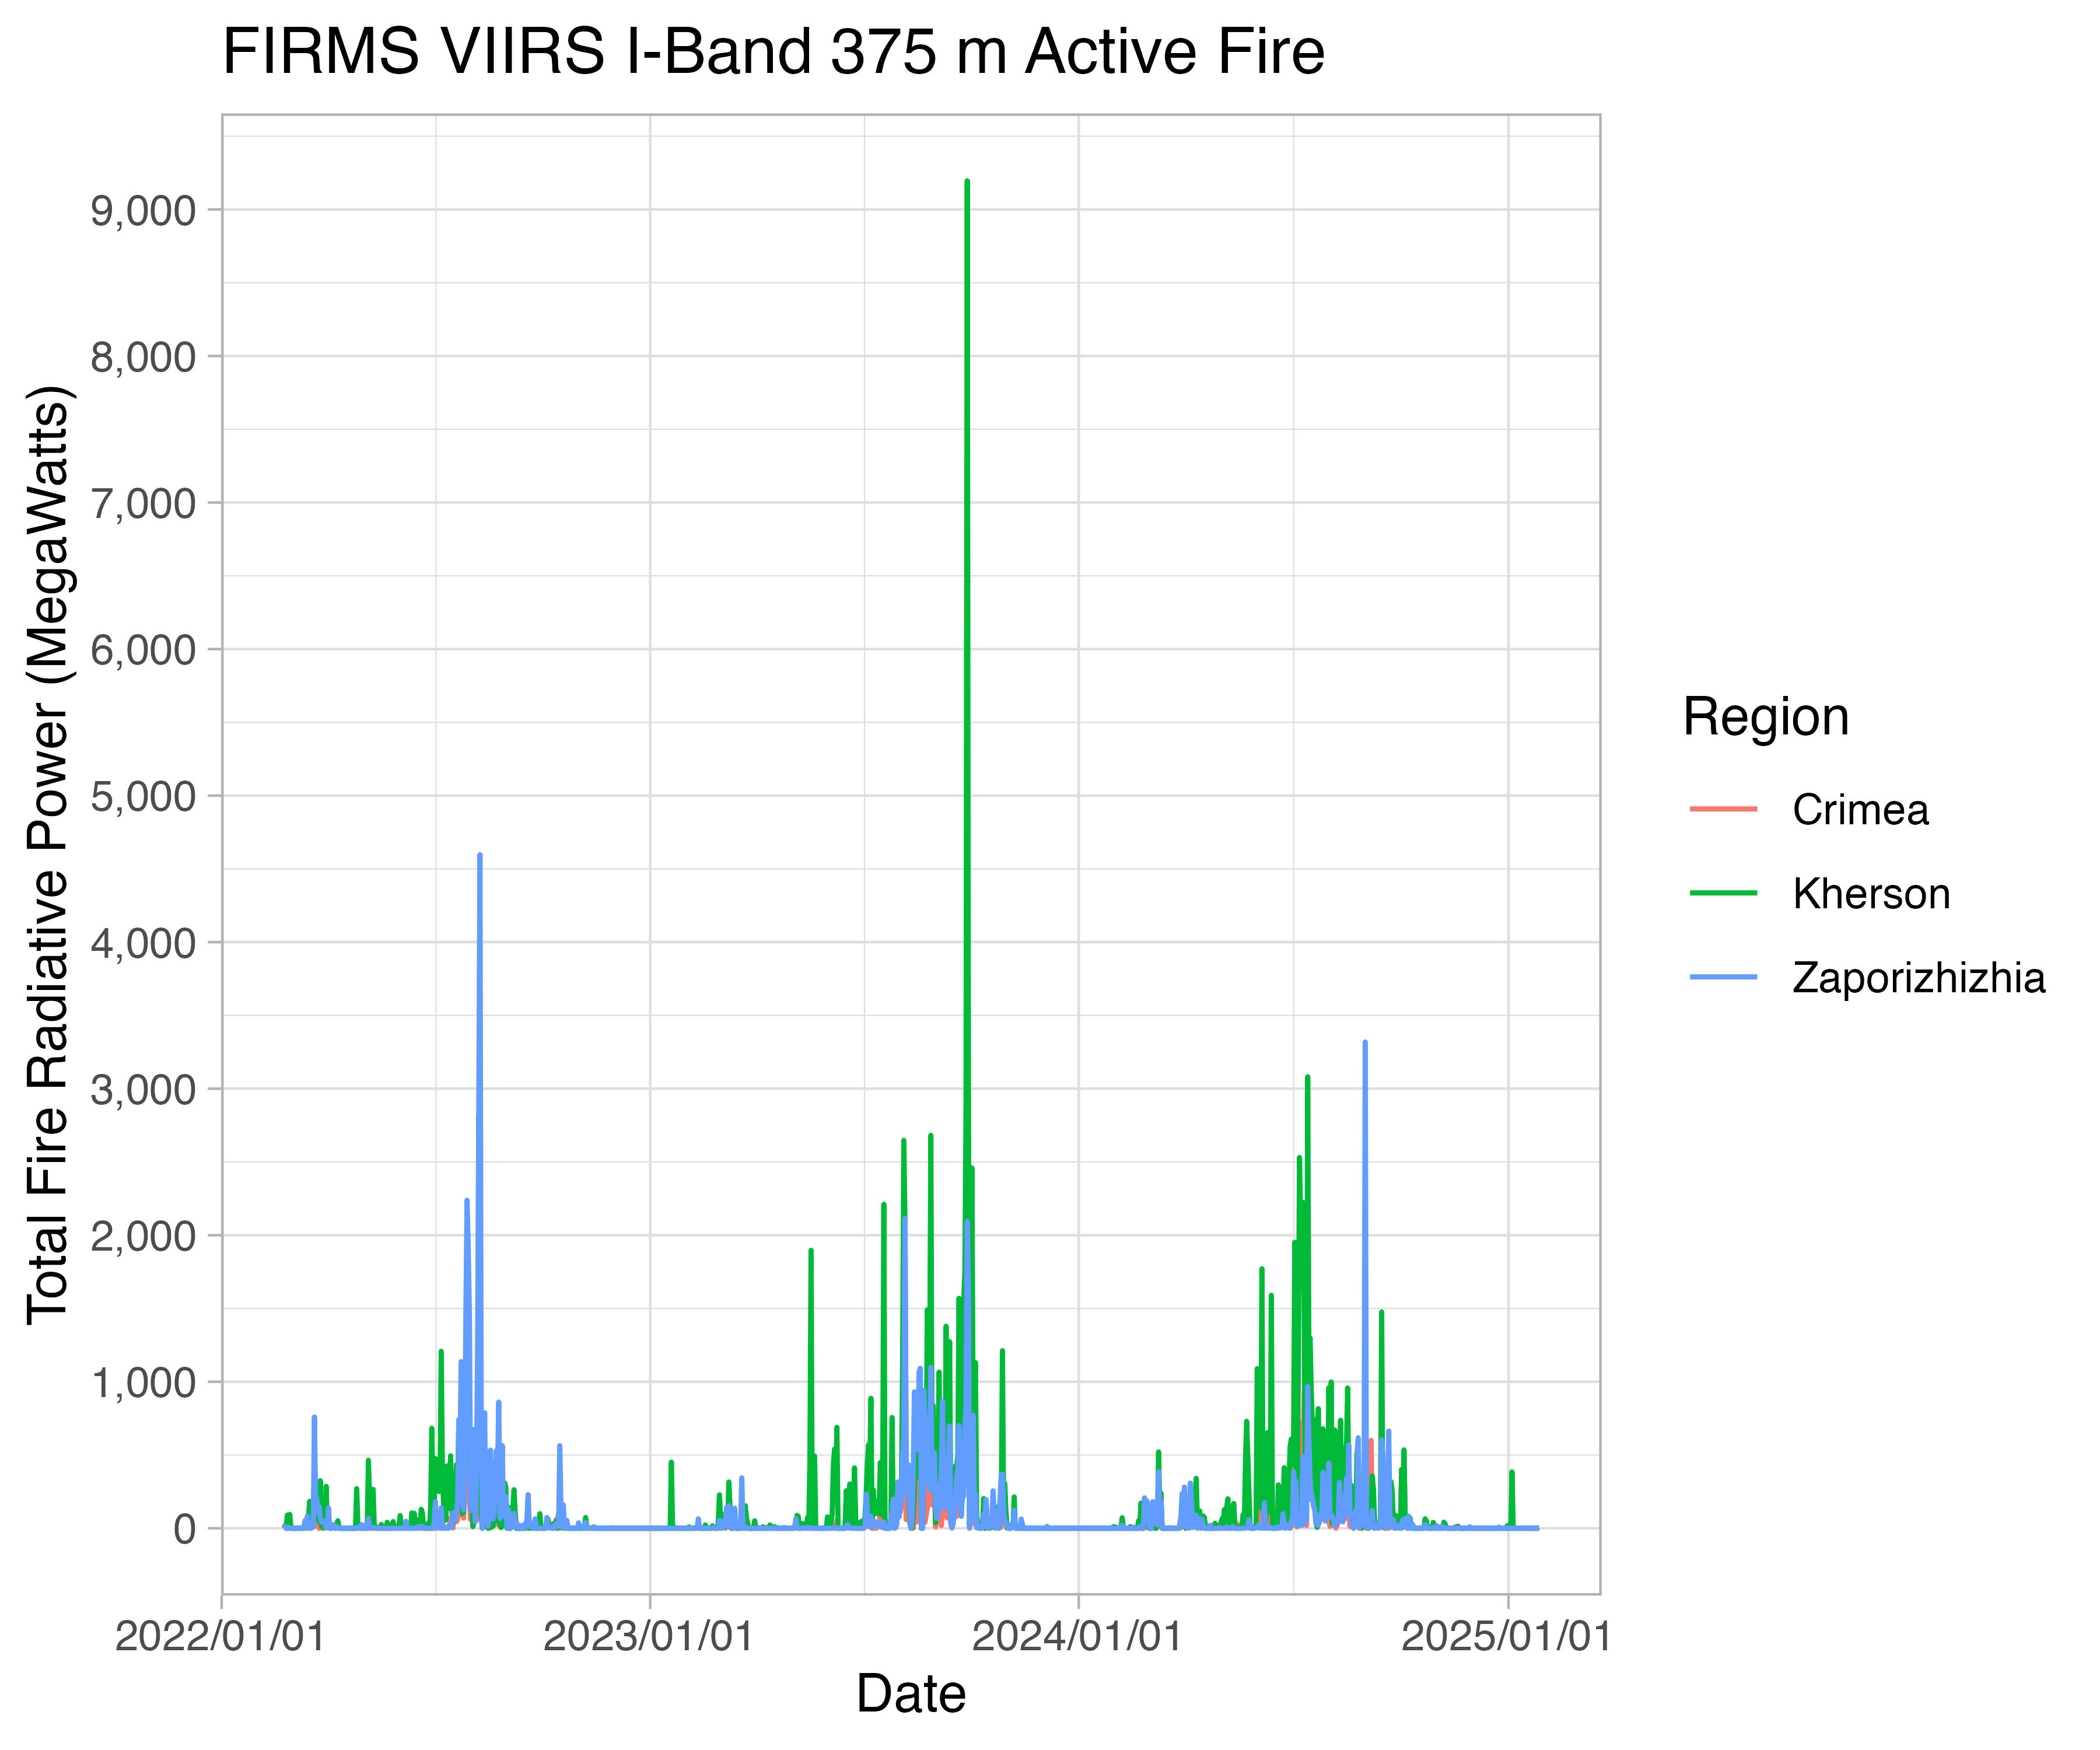 FIRMS VIIRS I-Band 375 m Active Fire
Total Fire Radiative Power (MegaWatts)
9,000
8,000
7,000
6,000
5,000
4,000
3,000
2,000
1,000
0
2022/01/01
2023/01/01
2024/01/01
2025/01/01
Date
Region
Crimea
Kherson
Zaporizhizhia